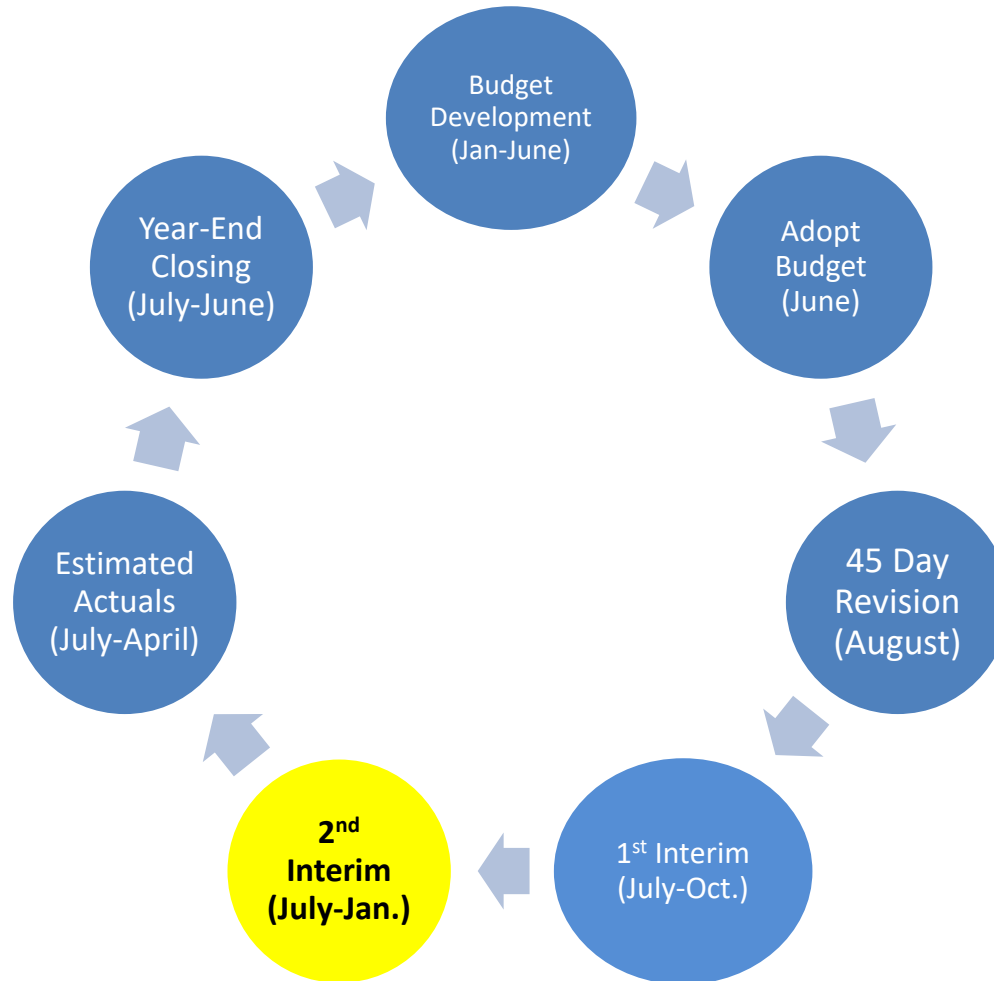 Budget
Development
(Jan-June)
Adopt
Budget
(June)
45 Day
Revision
(August)
1st Interim
(July-Oct.)
2nd
Interim
(July-Jan.)
Estimated
Actuals
(July-April)
Year-End
Closing
(July-June)